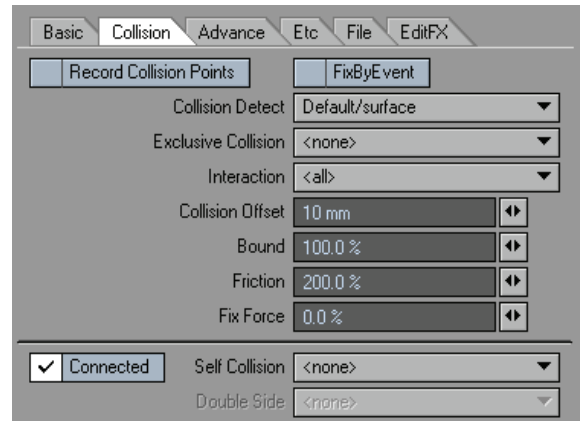 Basic Collision Advance Etc File EditFX
Record Collision Points FixByEvent
Collision Detect Default/surface
Exclusive Collision <none>
Interaction <all>
Collision Offset 10 mm
Bound 100.0 %
Friction 200.0 %
Fix Force 0.0 %
Connected Self Collision <none>
Double Side <none>